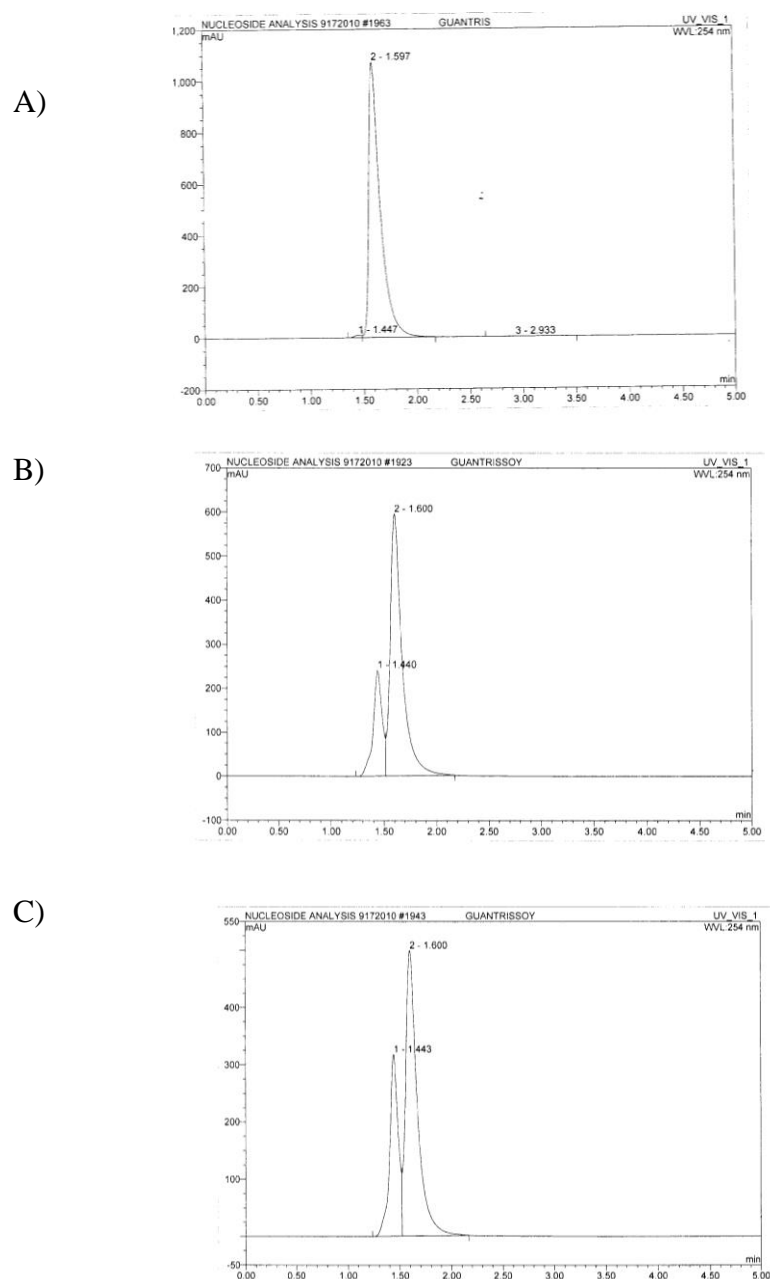 A)
NUCLEOSIDE ANALYSIS 9172010 #1963 GUANTRIS UV_VIS_1
1,200 mAU WVL:254 nm
2 - 1.597
1,000
800
600
400
200
1 - 1.447 3 - 2.933
0
min
-200
0.00 0.50 1.00 1.50 2.00 2.50 3.00 3.50 4.00 4.50 5.00
B)
NUCLEOSIDE ANALYSIS 9172010 #1923 GUANTRISSOY UV_VIS_1
700 mAU WVL:254 nm
2 - 1.600
600
500
400
300
1 - 1.440
200
100
0
min
-100
0.00 0.50 1.00 1.50 2.00 2.50 3.00 3.50 4.00 4.50 5.00
C)
NUCLEOSIDE ANALYSIS 9172010 #1943 GUANTRISSOY UV_VIS_1
550 mAU WVL:254 nm
2 - 1.600
400
1 - 1.443
300
200
100
min
-50
0.00 0.50 1.00 1.50 2.00 2.50 3.00 3.50 4.00 4.50 5.00